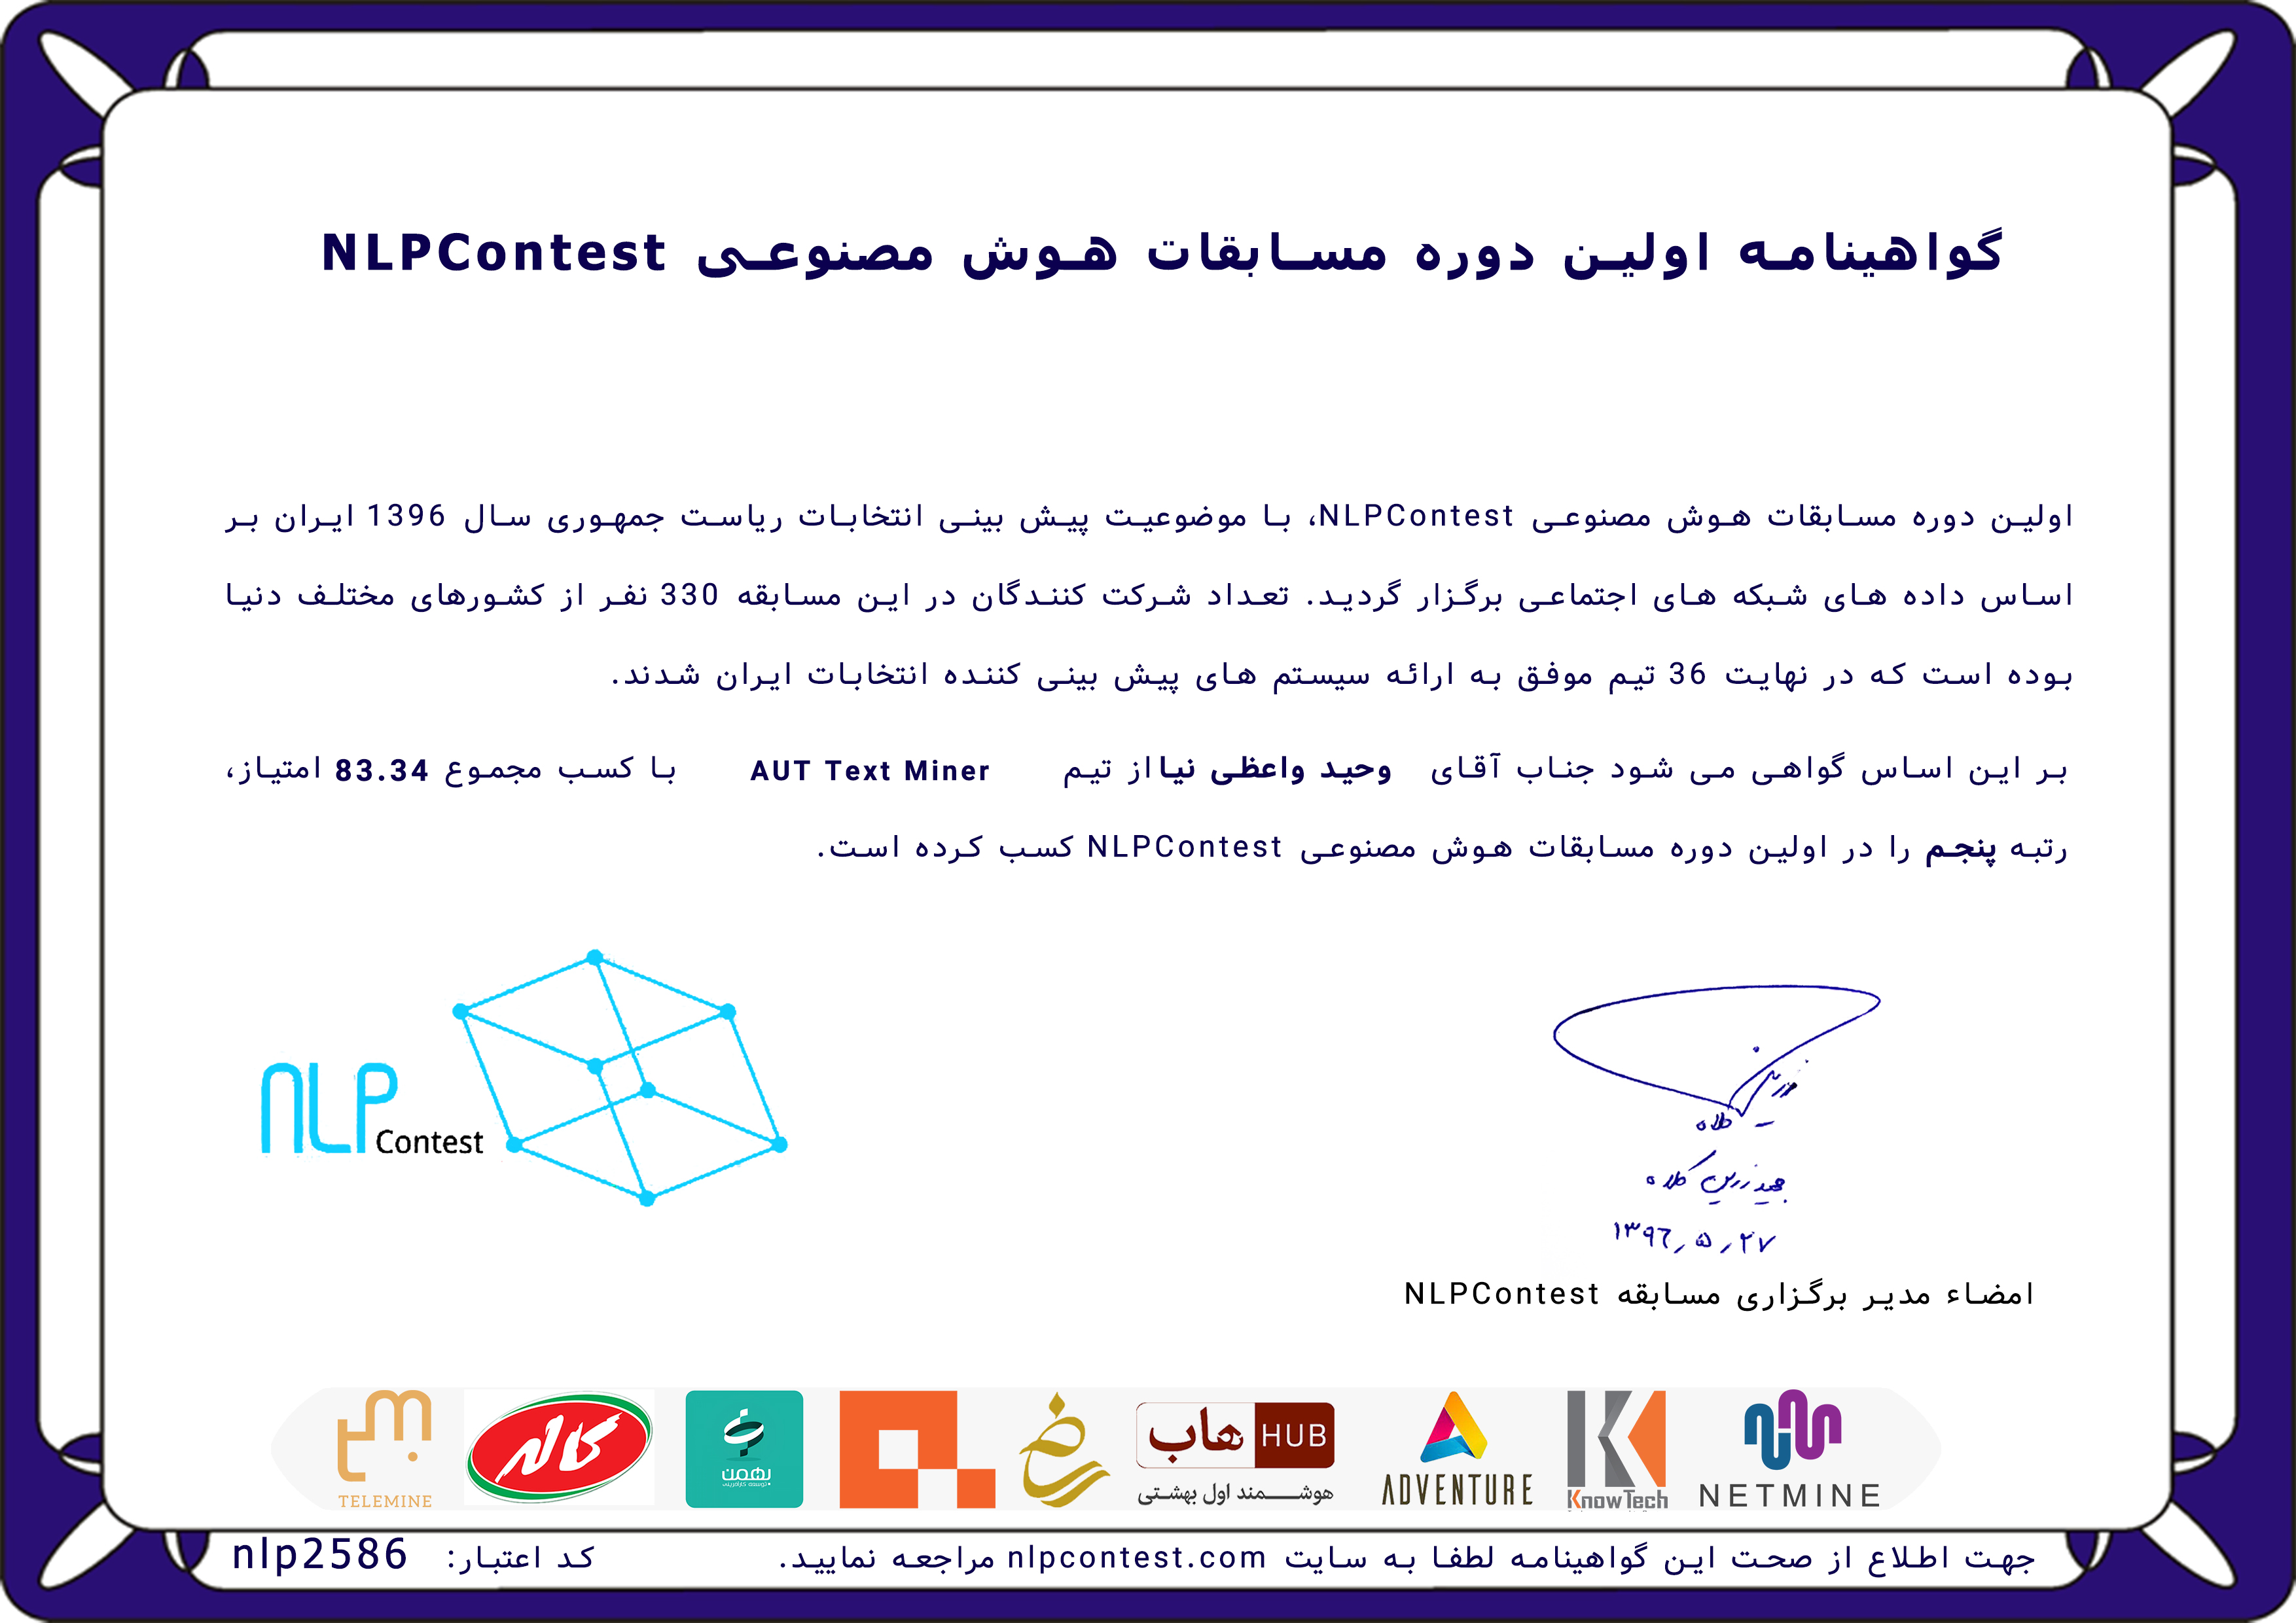 گواهینامه اولین دوره مسابقات هوش مصنوعی NLPContest
اولین دوره مسابقات هوش مصنوعی NLPContest، با موضوعیت پیش بینی انتخابات ریاست جمهوری سال 1396 ایران بر
اساس داده های شبکه های اجتماعی برگزار گردید. تعداد شرکت کنندگان در این مسابقه 330 نفر از کشورهای مختلف دنیا
بوده است که در نهایت 36 تیم موفق به ارائه سیستم های پیش بینی کننده انتخابات ایران شدند.
بر این اساس گواهی می شود جناب آقای وحید واعظی نیا از تیم AUT Text Miner با کسب مجموع 83.34 امتیاز،
رتبه پنجم را در اولین دوره مسابقات هوش مصنوعی NLPContest کسب کرده است.
NLP Contest
زرین
کلاه
زرین کلاه
۱۳۹۶/۵/۲۷
امضاء مدیر برگزاری مسابقه NLPContest
NETMINE
KnowTech
ADVENTURE
هاب HUB
هوشمند اول بهشتی
بهمن
توسعه کارآفرینی
کاله
TELEMINE
جهت اطلاع از صحت این گواهینامه لطفا به سایت nlpcontest.com مراجعه نمایید.
کد اعتبار: nlp2586